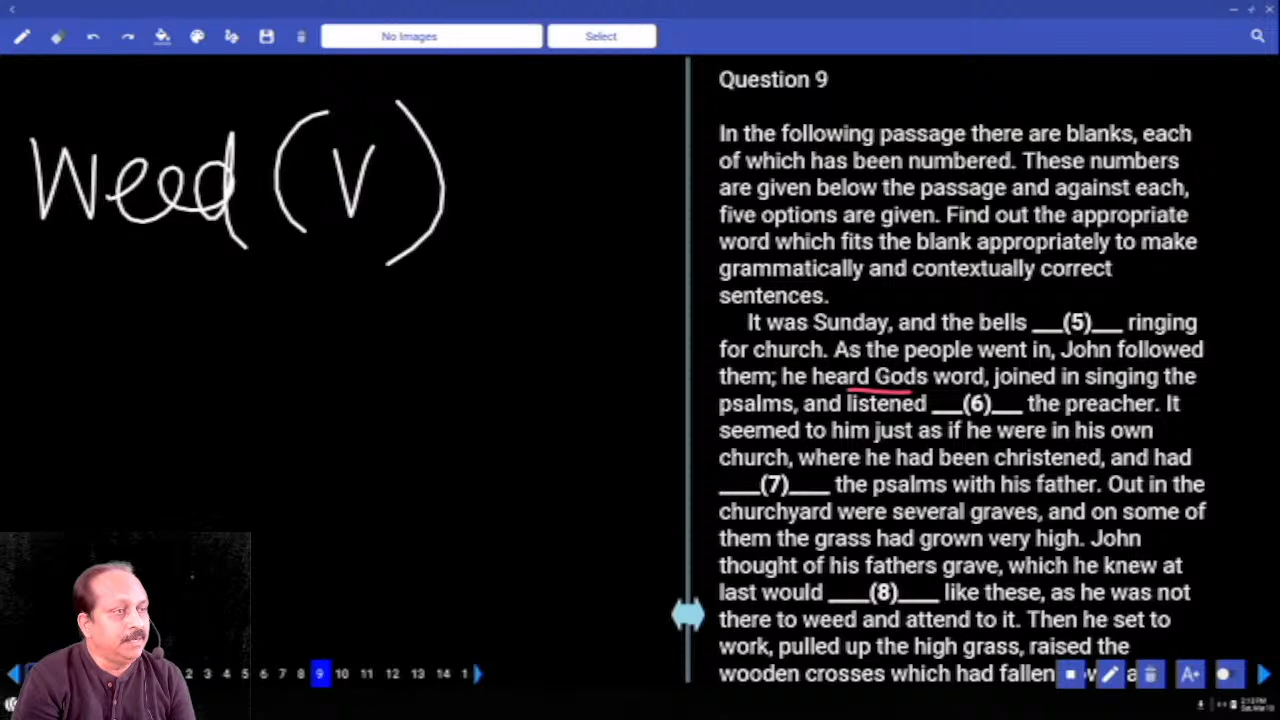 No Images
Select
Weed (V)
Question 9
In the following passage there are blanks, each
of which has been numbered. These numbers
are given below the passage and against each,
five options are given. Find out the appropriate
word which fits the blank appropriately to make
grammatically and contextually correct
sentences.
It was Sunday, and the bells __(5)__ ringing
for church. As the people went in, John followed
them; he heard Gods word, joined in singing the
psalms, and listened __(6)__ the preacher. It
seemed to him just as if he were in his own
church, where he had been christened, and had
___(7)___ the psalms with his father. Out in the
churchyard were several graves, and on some of
them the grass had grown very high. John
thought of his fathers grave, which he knew at
last would ___(8)___ like these, as he was not
there to weed and attend to it. Then he set to
work, pulled up the high grass, raised the
wooden crosses which had fallen
2 3 4 5 6 7 8 9 10 11 12 13 14 1
A+